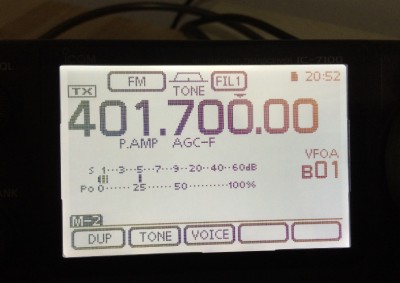 FM FIL1 20:52
TX TONE
401.700.00
P.AMP AGC-F
VFOA
S 1···3···5···7··9··20··40··60dB
B01
Po 0······25······50·········100%
M-2
DUP TONE VOICE